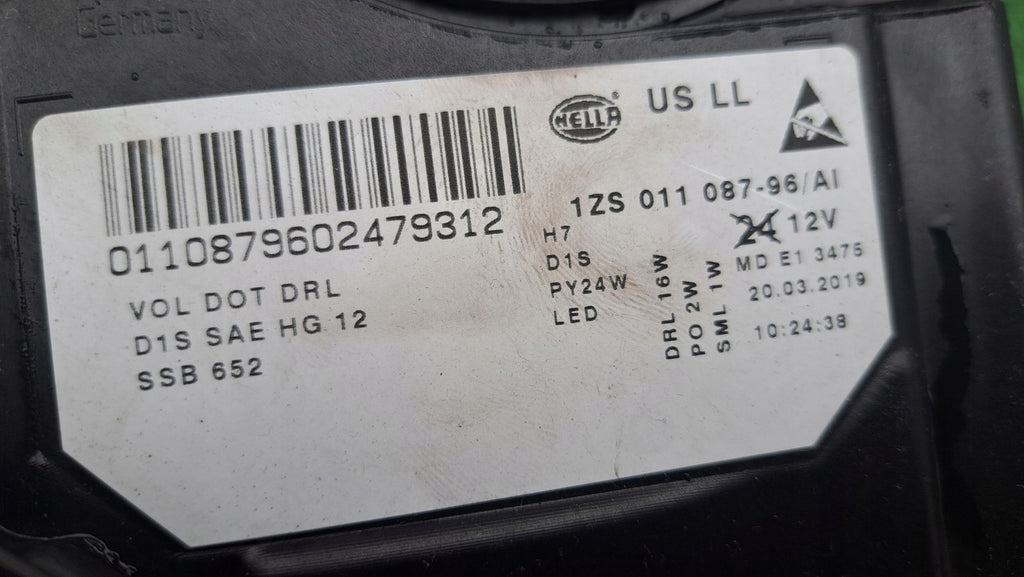 Germany
HELLA
US LL
011087960247931 2
1ZS 011 087-96/AI
24 12V
H7
D1S
PY24W
LED
DRL 16W
PO 2W
SML 1W
MD E1 3475
20.03.2019
10:24:38
VOL DOT DRL
D1S SAE HG 12
SSB 652